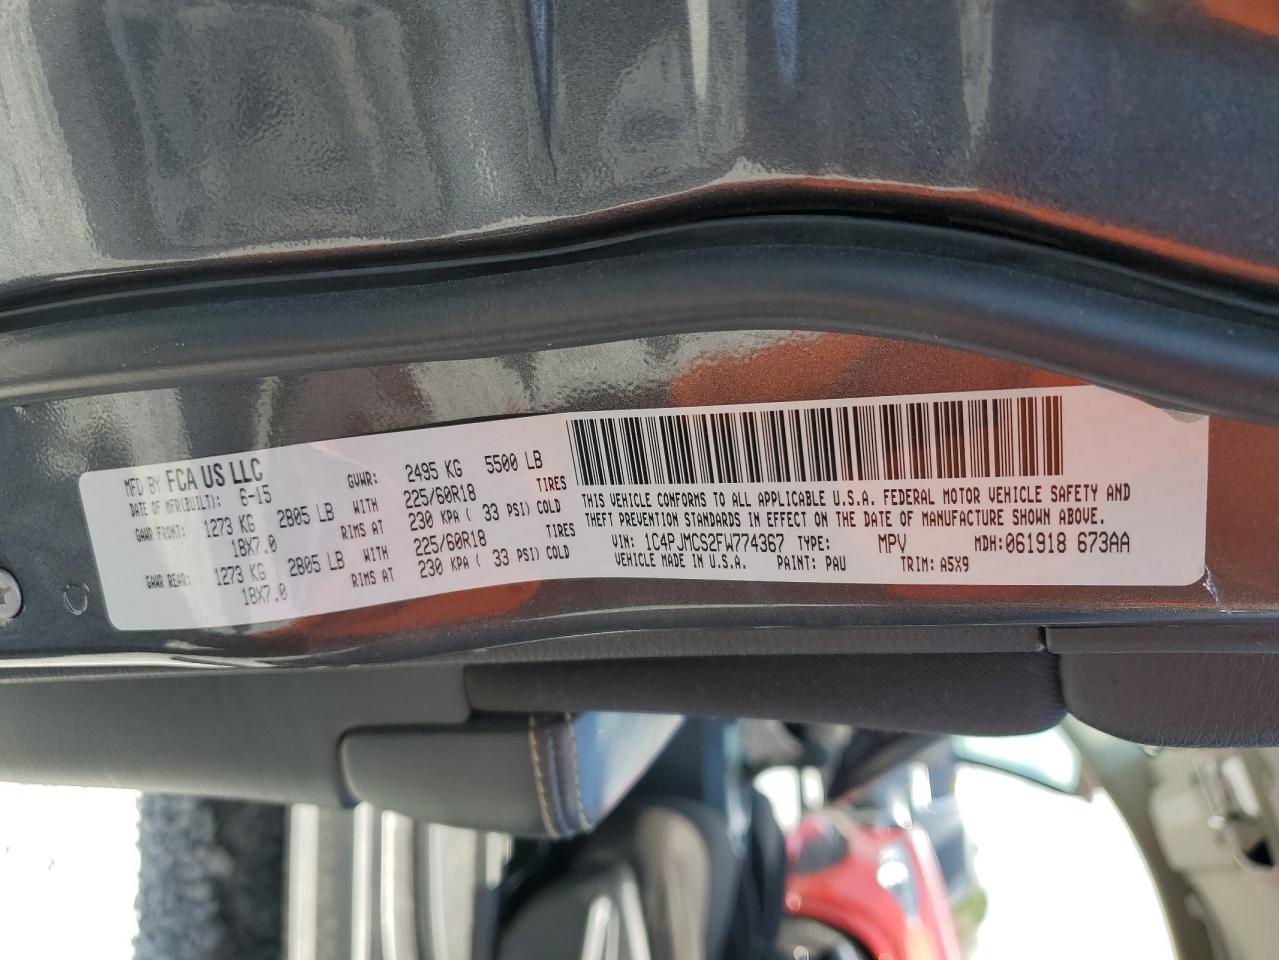 MFD BY FCA US LLC
DATE OF MFR(BUILT): 6-15 GVWR: 2495 KG 5500 LB
GAWR FRONT: 1273 KG 2805 LB WITH 225/60R18 TIRES
18X7.0 RIMS AT 230 KPA ( 33 PSI) COLD
GAWR REAR: 1273 KG 2805 LB WITH 225/60R18 TIRES
18X7.0 RIMS AT 230 KPA ( 33 PSI) COLD
THIS VEHICLE CONFORMS TO ALL APPLICABLE U.S.A. FEDERAL MOTOR VEHICLE SAFETY AND
THEFT PREVENTION STANDARDS IN EFFECT ON THE DATE OF MANUFACTURE SHOWN ABOVE.
VIN: 1C4PJMCS2FW774367 TYPE: MPV MDH:061918 673AA
VEHICLE MADE IN U.S.A. PAINT: PAU TRIM: A5X9